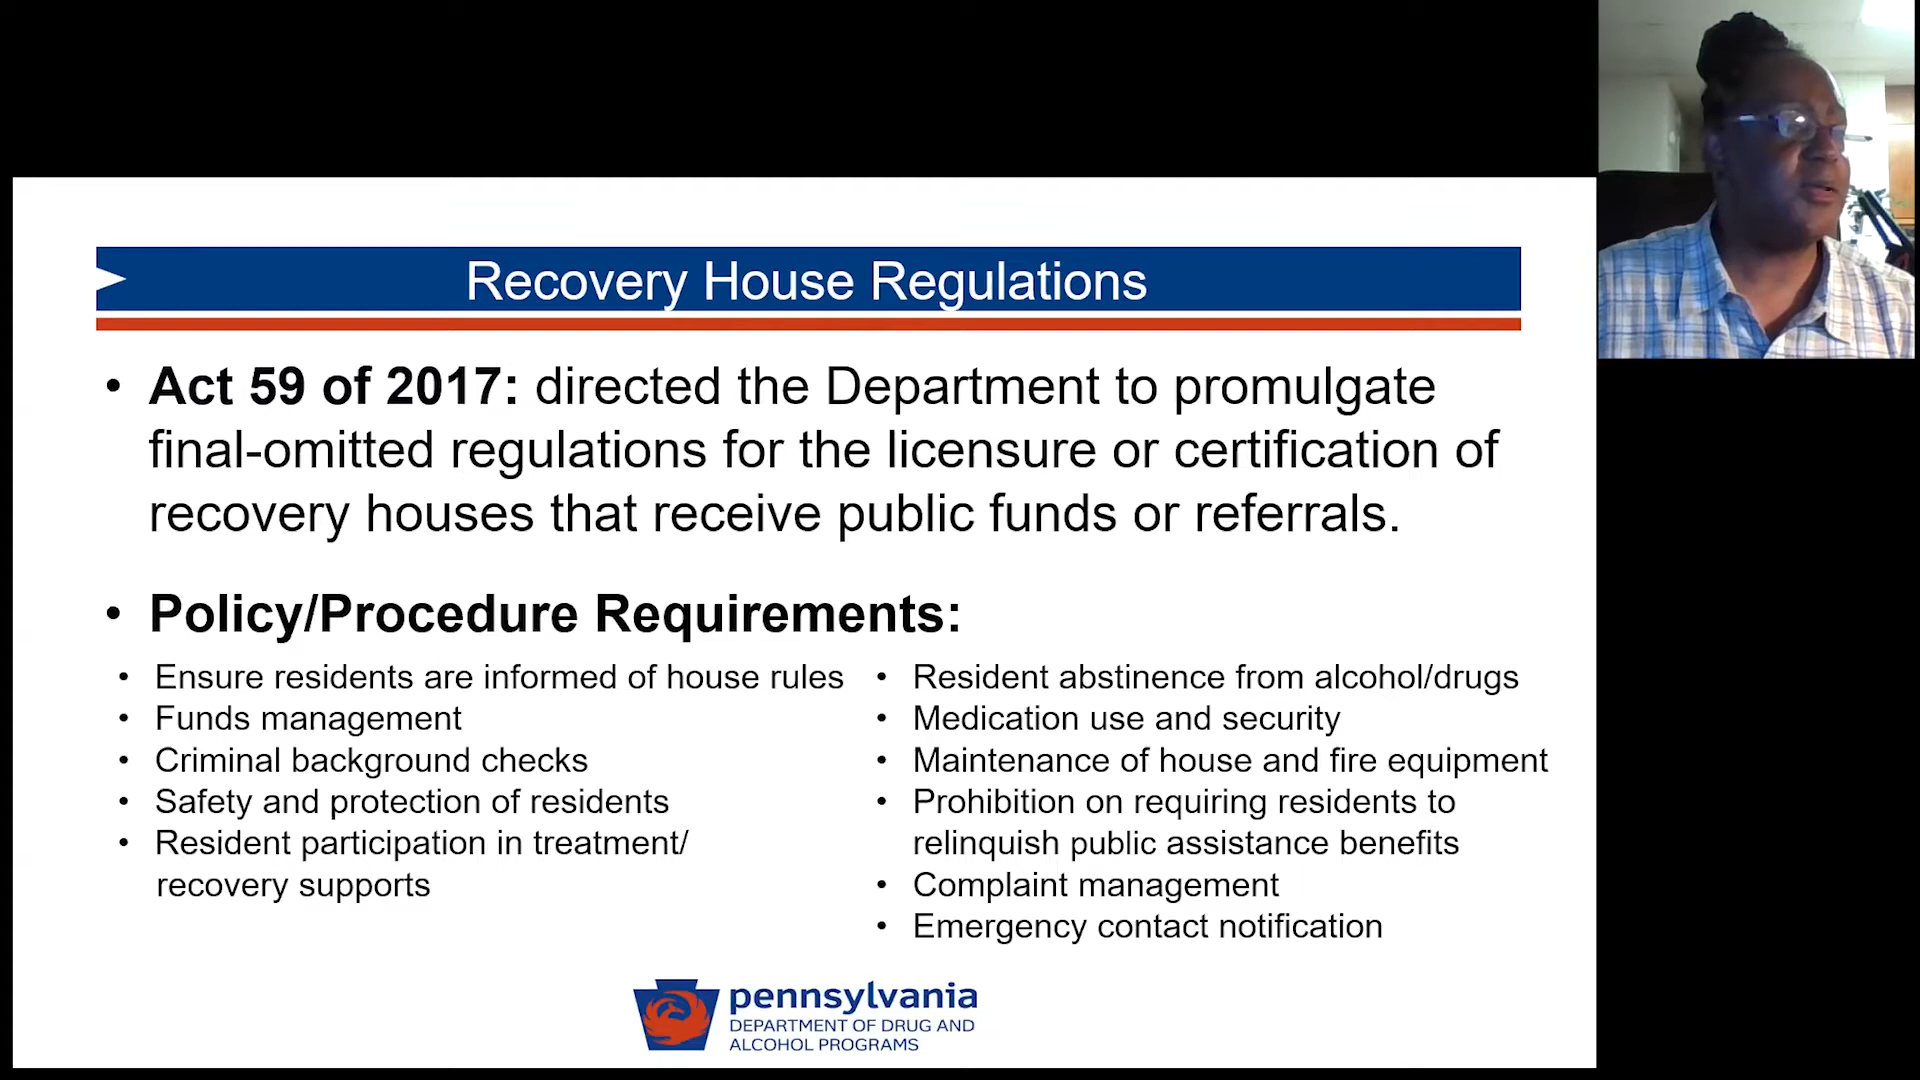 Recovery House Regulations
• Act 59 of 2017: directed the Department to promulgate
final-omitted regulations for the licensure or certification of
recovery houses that receive public funds or referrals.
• Policy/Procedure Requirements:
• Ensure residents are informed of house rules
• Funds management
• Criminal background checks
• Safety and protection of residents
• Resident participation in treatment/
recovery supports
• Resident abstinence from alcohol/drugs
• Medication use and security
• Maintenance of house and fire equipment
• Prohibition on requiring residents to
relinquish public assistance benefits
• Complaint management
• Emergency contact notification
pennsylvania
DEPARTMENT OF DRUG AND
ALCOHOL PROGRAMS